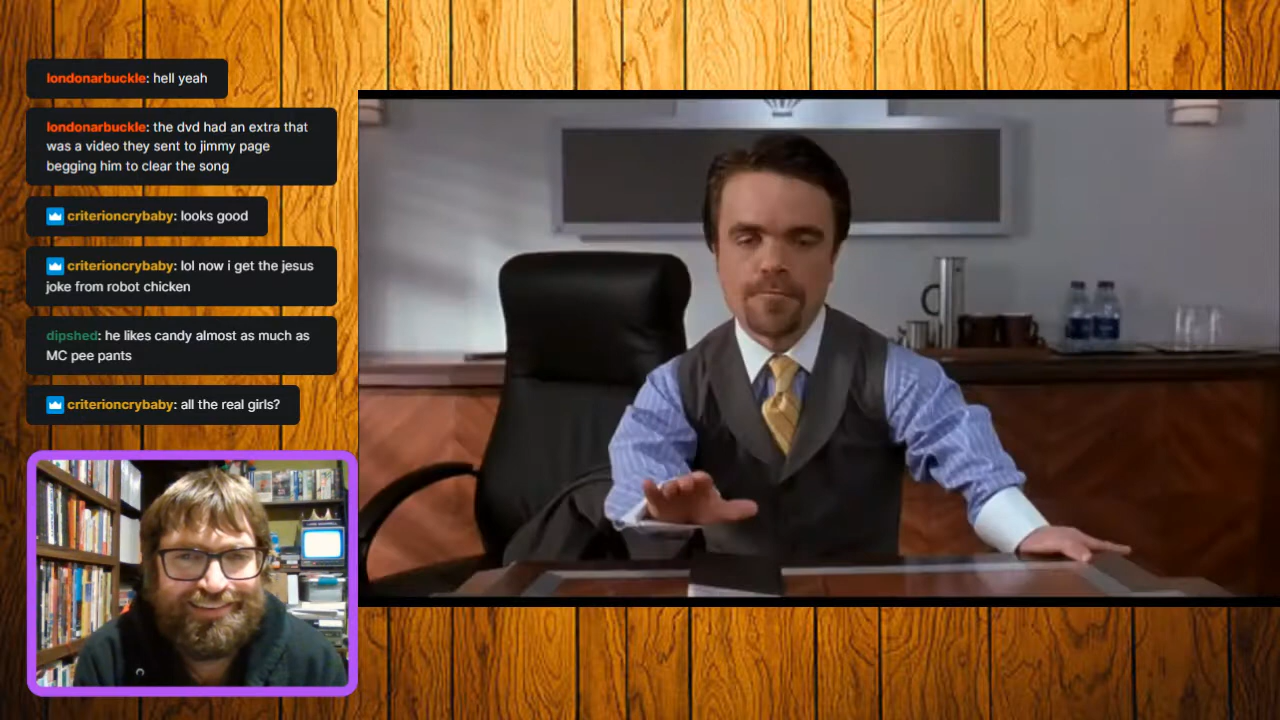 londonarbuckle: hell yeah
londonarbuckle: the dvd had an extra that
was a video they sent to jimmy page
begging him to clear the song
criterioncrybaby: looks good
criterioncrybaby: lol now i get the jesus
joke from robot chicken
dipshed: he likes candy almost as much as
MC pee pants
criterioncrybaby: all the real girls?